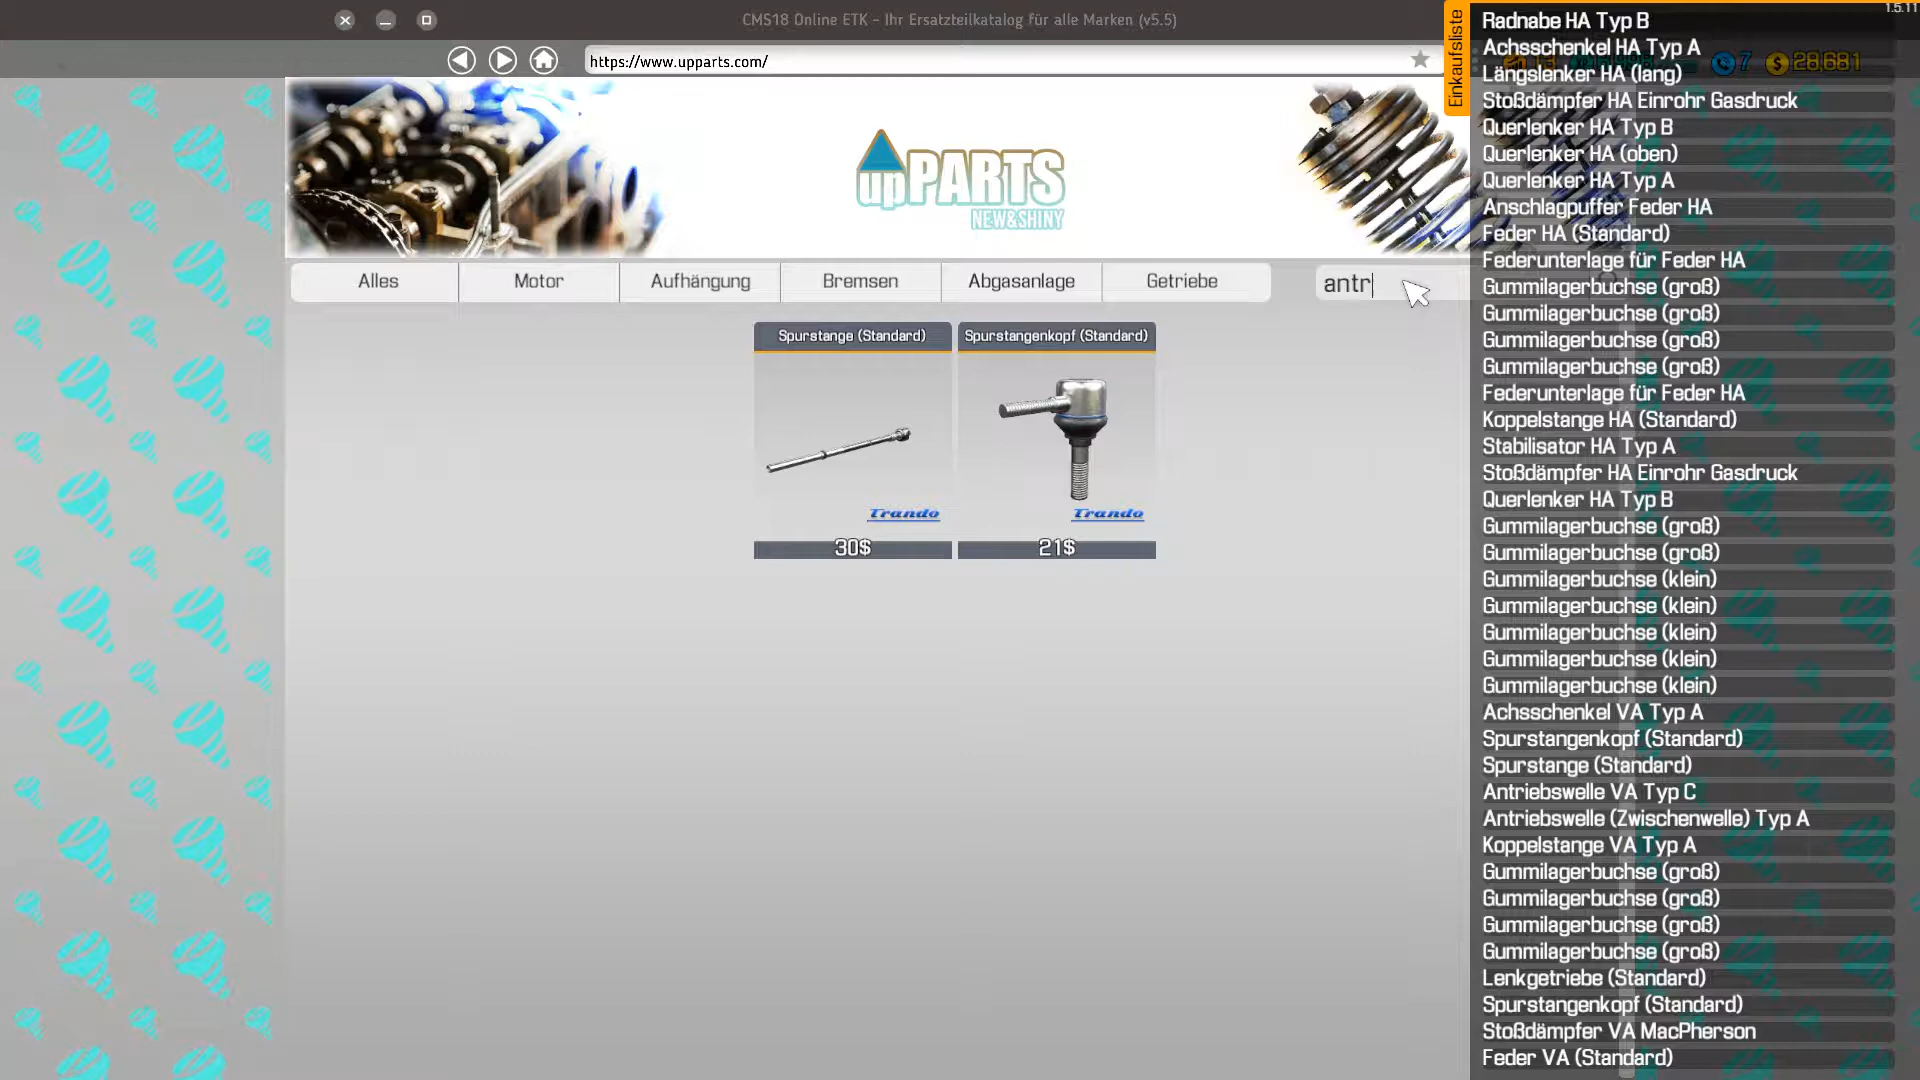 CMS18 Online ETK - Ihr Ersatzteilkatalog für alle Marken (v5.5)
1.5.11
https://www.upparts.com/
7
28,681
upPARTS
NEW&SHINY
Alles
Motor
Aufhängung
Bremsen
Abgasanlage
Getriebe
antr
Spurstange (Standard)
Trando
30$
Spurstangenkopf (Standard)
Trando
21$
Einkaufsliste
Radnabe HA Typ B
Achsschenkel HA Typ A
Längslenker HA (lang)
Stoßdämpfer HA Einrohr Gasdruck
Querlenker HA Typ B
Querlenker HA (oben)
Querlenker HA Typ A
Anschlagpuffer Feder HA
Feder HA (Standard)
Federunterlage für Feder HA
Gummilagerbuchse (groß)
Gummilagerbuchse (groß)
Gummilagerbuchse (groß)
Gummilagerbuchse (groß)
Federunterlage für Feder HA
Koppelstange HA (Standard)
Stabilisator HA Typ A
Stoßdämpfer HA Einrohr Gasdruck
Querlenker HA Typ B
Gummilagerbuchse (groß)
Gummilagerbuchse (groß)
Gummilagerbuchse (klein)
Gummilagerbuchse (klein)
Gummilagerbuchse (klein)
Gummilagerbuchse (klein)
Gummilagerbuchse (klein)
Achsschenkel VA Typ A
Spurstangenkopf (Standard)
Spurstange (Standard)
Antriebswelle VA Typ C
Antriebswelle (Zwischenwelle) Typ A
Koppelstange VA Typ A
Gummilagerbuchse (groß)
Gummilagerbuchse (groß)
Gummilagerbuchse (groß)
Gummilagerbuchse (groß)
Lenkgetriebe (Standard)
Spurstangenkopf (Standard)
Stoßdämpfer VA MacPherson
Feder VA (Standard)